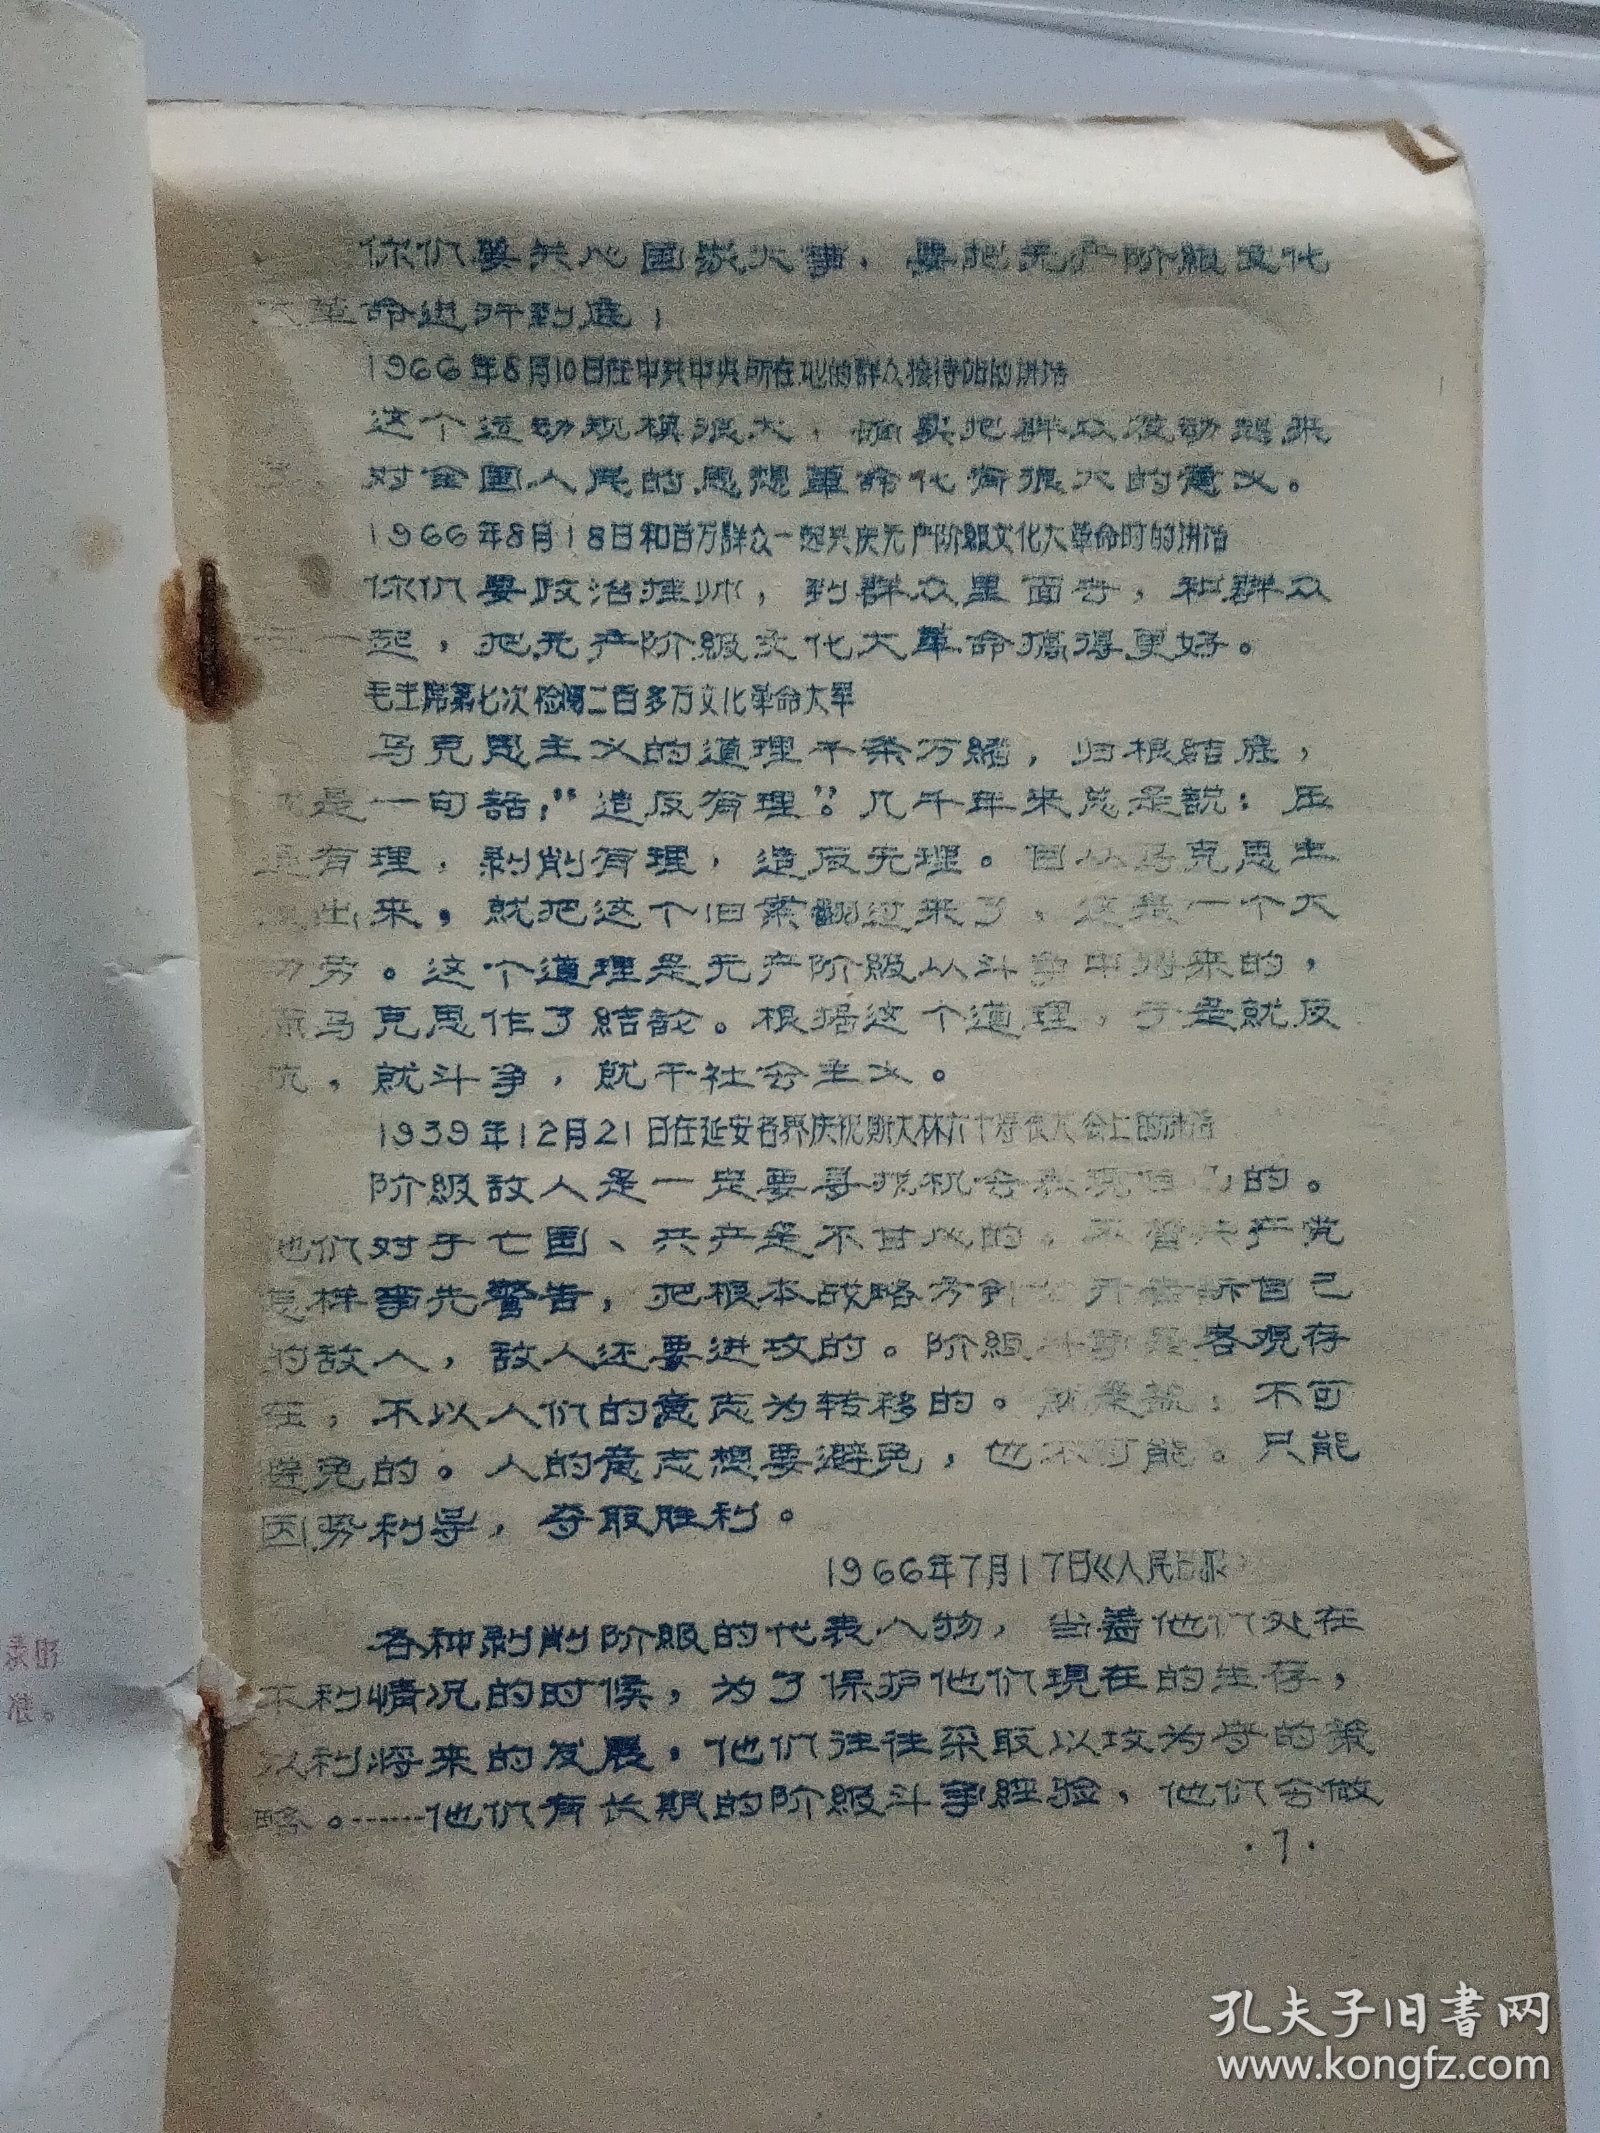 你们要关心国家大事，要把无产阶级文化
大革命进行到底！
1966年8月10日在中共中央所在地的群众接待站的讲话
这个运动规模很大，确实把群众发动起来
对全国人民的思想革命化有很大的意义。
1966年8月18日和百万群众一起共庆无产阶级文化大革命时的讲话
你们要政治挂帅，到群众里面去，和群众
在一起，把无产阶级文化大革命搞得更好。
毛主席第七次检阅二百多万文化革命大军
马克思主义的道理千条万緒，归根結底，
就是一句話：“造反有理”。几千年来总是説：压
迫有理，剥削有理，造反无理。自从马克思主
义出来，就把这个旧案翻过来了，这是一个大
功劳。这个道理是无产阶级从斗争中得来的，
而马克思作了結論。根据这个道理，于是就反
抗，就斗争，就干社会主义。
1939年12月21日在延安各界庆祝斯大林六十寿辰大会上的讲话
阶級敌人是一定要寻找机会表现自己的。
他们对于亡国、共产是不甘心的，不管共产党
怎样事先警告，把根本战略方針公开告訴自己
的敌人，敌人还要进攻的。阶級斗争是客观存
在，不以人们的意志为转移的。就是説，不可
避免的。人的意志想要避免，也不可能。只能
因势利导，夺取胜利。
1966年7月17日《人民日报》
各种剥削阶級的代表人物，当着他们处在
不利情况的时候，为了保护他们現在的生存，
以利将来的发展，他们往往采取以攻为守的策
略。……他们有长期的阶級斗争經验，他们会做
·7·
录出
准。
孔夫子旧書网
www.kongfz.com